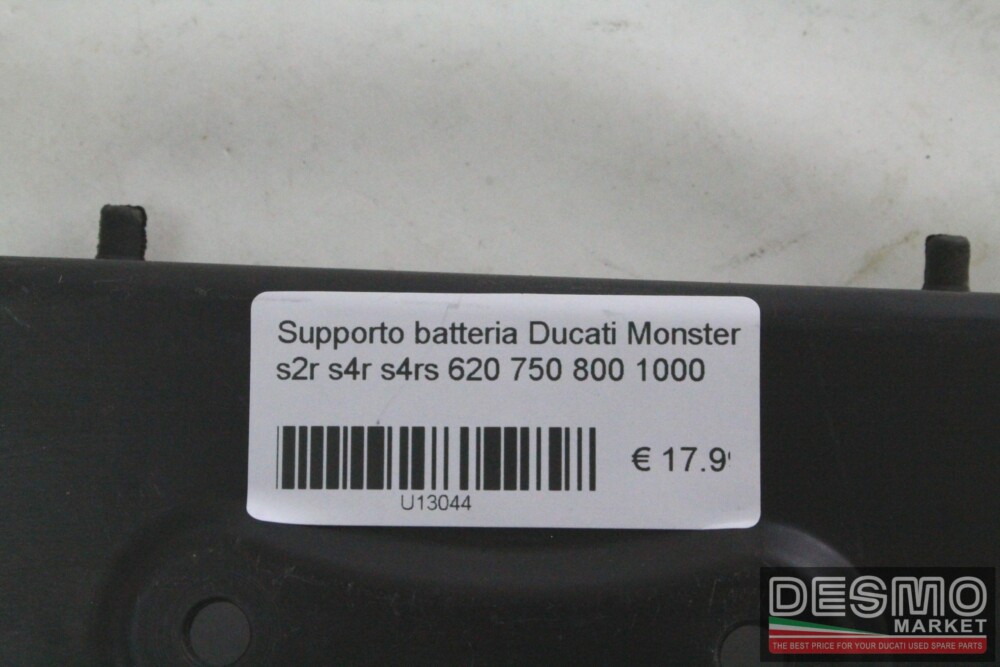 Supporto batteria Ducati Monster
s2r s4r s4rs 620 750 800 1000
€ 17.9
U13044
DESMO
MARKET
THE BEST PRICE FOR YOUR DUCATI USED SPARE PARTS